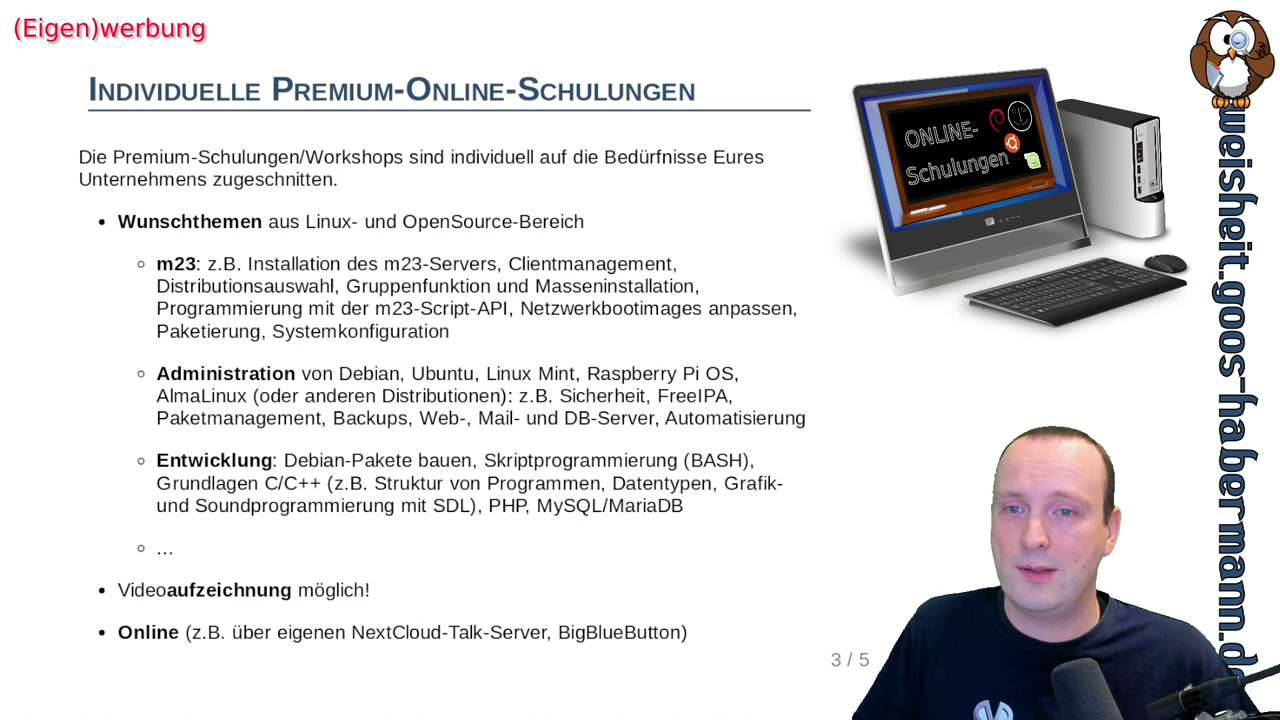 (Eigen)werbung
Individuelle Premium-Online-Schulungen
Die Premium-Schulungen/Workshops sind individuell auf die Bedürfnisse Eures
Unternehmens zugeschnitten.
• Wunschthemen aus Linux- und OpenSource-Bereich
◦ m23: z.B. Installation des m23-Servers, Clientmanagement,
Distributionsauswahl, Gruppenfunktion und Masseninstallation,
Programmierung mit der m23-Script-API, Netzwerkbootimages anpassen,
Paketierung, Systemkonfiguration
◦ Administration von Debian, Ubuntu, Linux Mint, Raspberry Pi OS,
AlmaLinux (oder anderen Distributionen): z.B. Sicherheit, FreeIPA,
Paketmanagement, Backups, Web-, Mail- und DB-Server, Automatisierung
◦ Entwicklung: Debian-Pakete bauen, Skriptprogrammierung (BASH),
Grundlagen C/C++ (z.B. Struktur von Programmen, Datentypen, Grafik-
und Soundprogrammierung mit SDL), PHP, MySQL/MariaDB
◦ ...
• Videoaufzeichnung möglich!
• Online (z.B. über eigenen NextCloud-Talk-Server, BigBlueButton)
3 / 5
ONLINE-
Schulungen
weisheit.goos-habermann.d